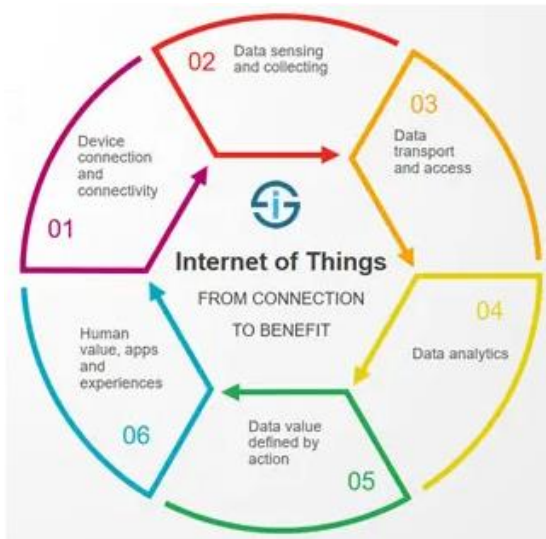 01
Device
connection
and
connectivity
02
Data sensing
and collecting
03
Data
transport
and access
04
Data analytics
05
Data value
defined by
action
06
Human
value, apps
and
experiences
Internet of Things
FROM CONNECTION
TO BENEFIT